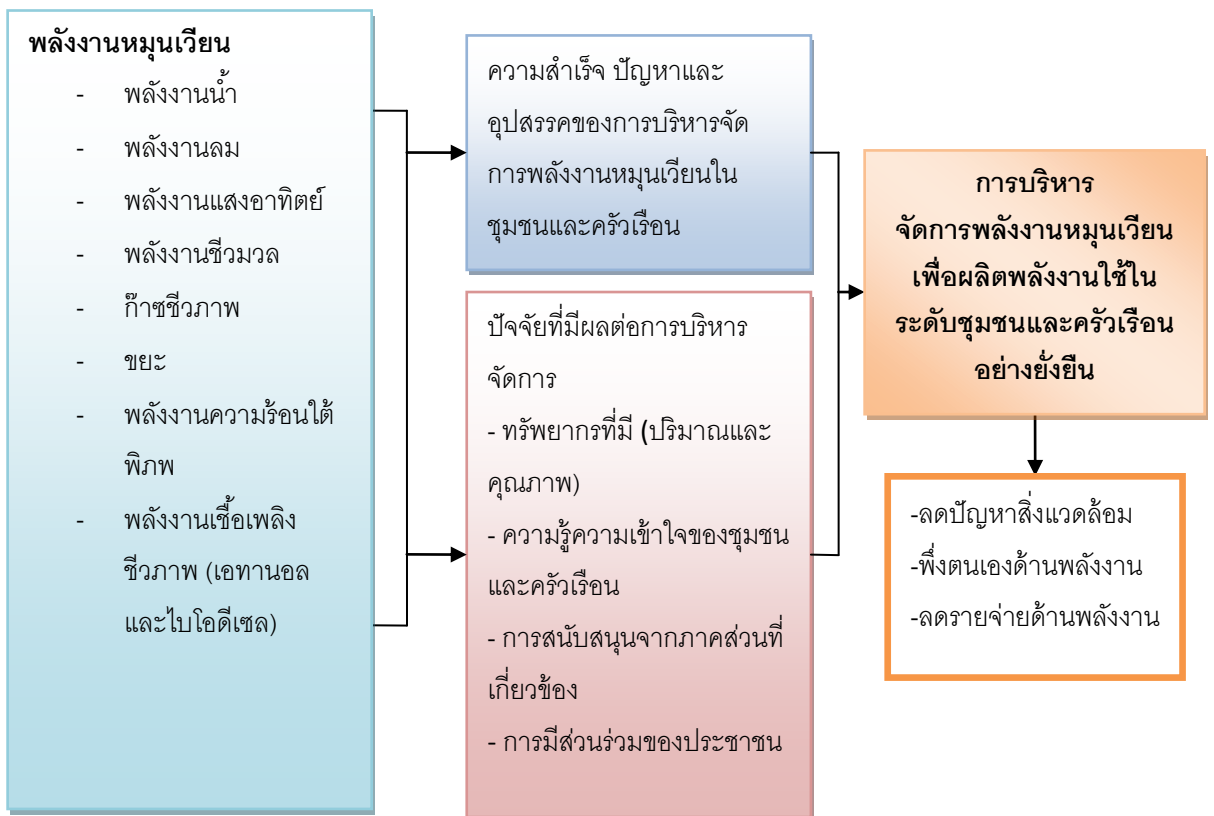 พลังงานหมุนเวียน
- พลังงานน้ำ
- พลังงานลม
- พลังงานแสงอาทิตย์
- พลังงานชีวมวล
- ก๊าซชีวภาพ
- ขยะ
- พลังงานความร้อนใต้
พิภพ
- พลังงานเชื้อเพลิง
ชีวภาพ (เอทานอล
และไบโอดีเซล)
ความสำเร็จ ปัญหาและ
อุปสรรคของการบริหารจัด
การพลังงานหมุนเวียนใน
ชุมชนและครัวเรือน
ปัจจัยที่มีผลต่อการบริหาร
จัดการ
- ทรัพยากรที่มี (ปริมาณและ
คุณภาพ)
- ความรู้ความเข้าใจของชุมชน
และครัวเรือน
- การสนับสนุนจากภาคส่วนที่
เกี่ยวข้อง
- การมีส่วนร่วมของประชาชน
การบริหาร
จัดการพลังงานหมุนเวียน
เพื่อผลิตพลังงานใช้ใน
ระดับชุมชนและครัวเรือน
อย่างยั่งยืน
-ลดปัญหาสิ่งแวดล้อม
-พึ่งตนเองด้านพลังงาน
-ลดรายจ่ายด้านพลังงาน